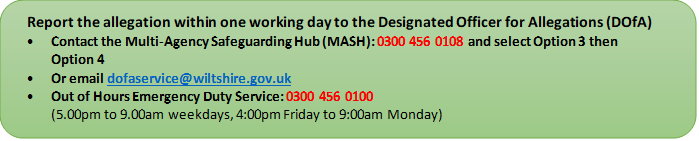 Report the allegation within one working day to the Designated Officer for Allegations (DOfA)
• Contact the Multi-Agency Safeguarding Hub (MASH): 0300 456 0108 and select Option 3 then
Option 4
• Or email dofaservice@wiltshire.gov.uk
• Out of Hours Emergency Duty Service: 0300 456 0100
(5.00pm to 9.00am weekdays, 4:00pm Friday to 9:00am Monday)